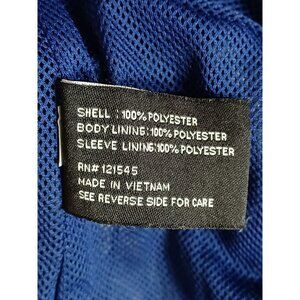 SHELL : 100% POLYESTER
BODY LINING: 100% POLYESTER
SLEEVE LINING: 100% POLYESTER
RN# 121545
MADE IN VIETNAM
SEE REVERSE SIDE FOR CARE